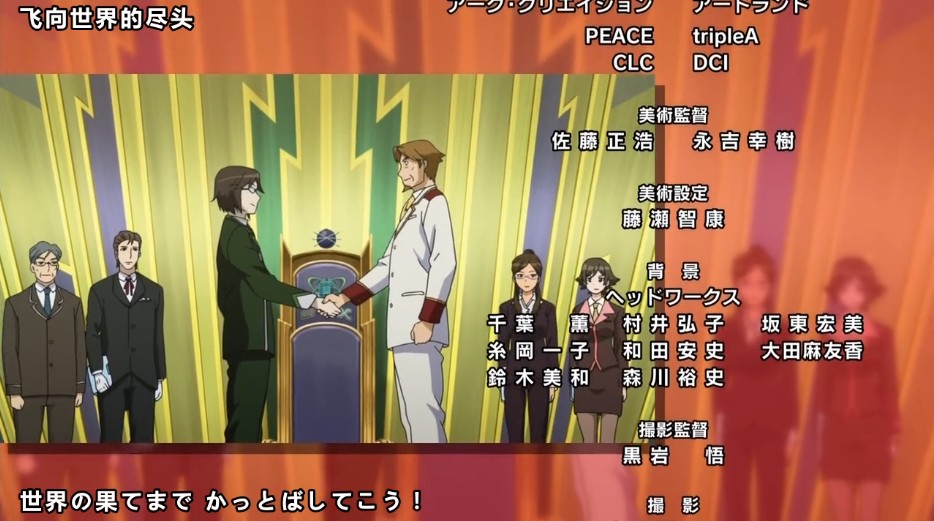 飞向世界的尽头
アーク・クリエイション アートランド
PEACE tripleA
CLC DCI
美術監督
佐藤正浩 永吉幸樹
美術設定
藤瀬智康
背景
ヘッドワークス
千葉薫 村井弘子 坂東宏美
糸岡一子 和田安史 大田麻友香
鈴木美和 森川裕史
撮影監督
黒岩悟
撮影
世界の果てまで かっとばしてこう！